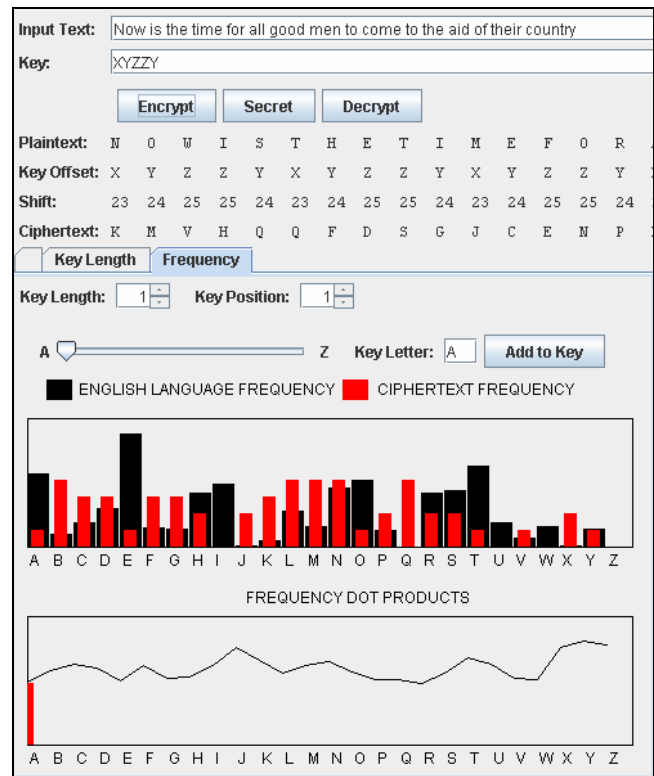 Input Text: Now is the time for all good men to come to the aid of their country
Key: XYZZY
Encrypt Secret Decrypt
Plaintext: N O W I S T H E T I M E F O R
Key Offset: X Y Z Z Y X Y Z Z Y X Y Z Z Y
Shift: 23 24 25 25 24 23 24 25 25 24 23 24 25 25 24
Ciphertext: K M V H Q Q F D S G J C E N P
Key Length Frequency
Key Length: 1 Key Position: 1
A Z Key Letter: A Add to Key
ENGLISH LANGUAGE FREQUENCY CIPHERTEXT FREQUENCY
A B C D E F G H I J K L M N O P Q R S T U V W X Y Z
FREQUENCY DOT PRODUCTS
A B C D E F G H I J K L M N O P Q R S T U V W X Y Z